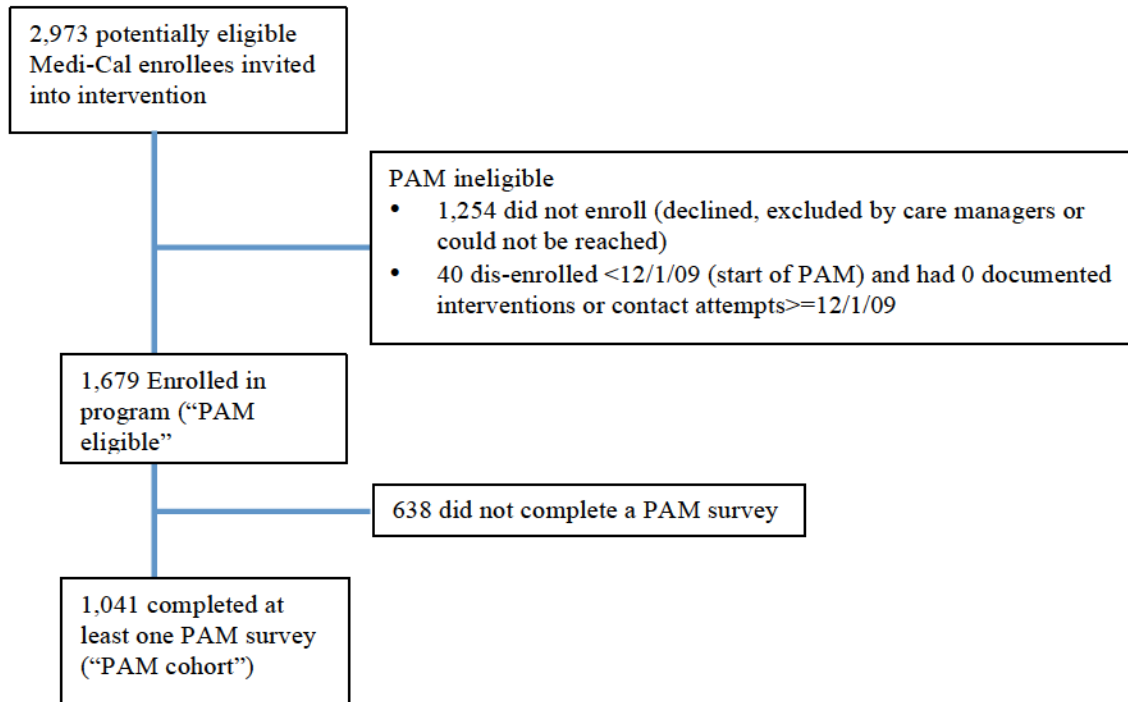 2,973 potentially eligible
Medi-Cal enrollees invited
into intervention
PAM ineligible
• 1,254 did not enroll (declined, excluded by care managers or
could not be reached)
• 40 dis-enrolled <12/1/09 (start of PAM) and had 0 documented
interventions or contact attempts>=12/1/09
1,679 Enrolled in
program (“PAM
eligible”
638 did not complete a PAM survey
1,041 completed at
least one PAM survey
(“PAM cohort”)